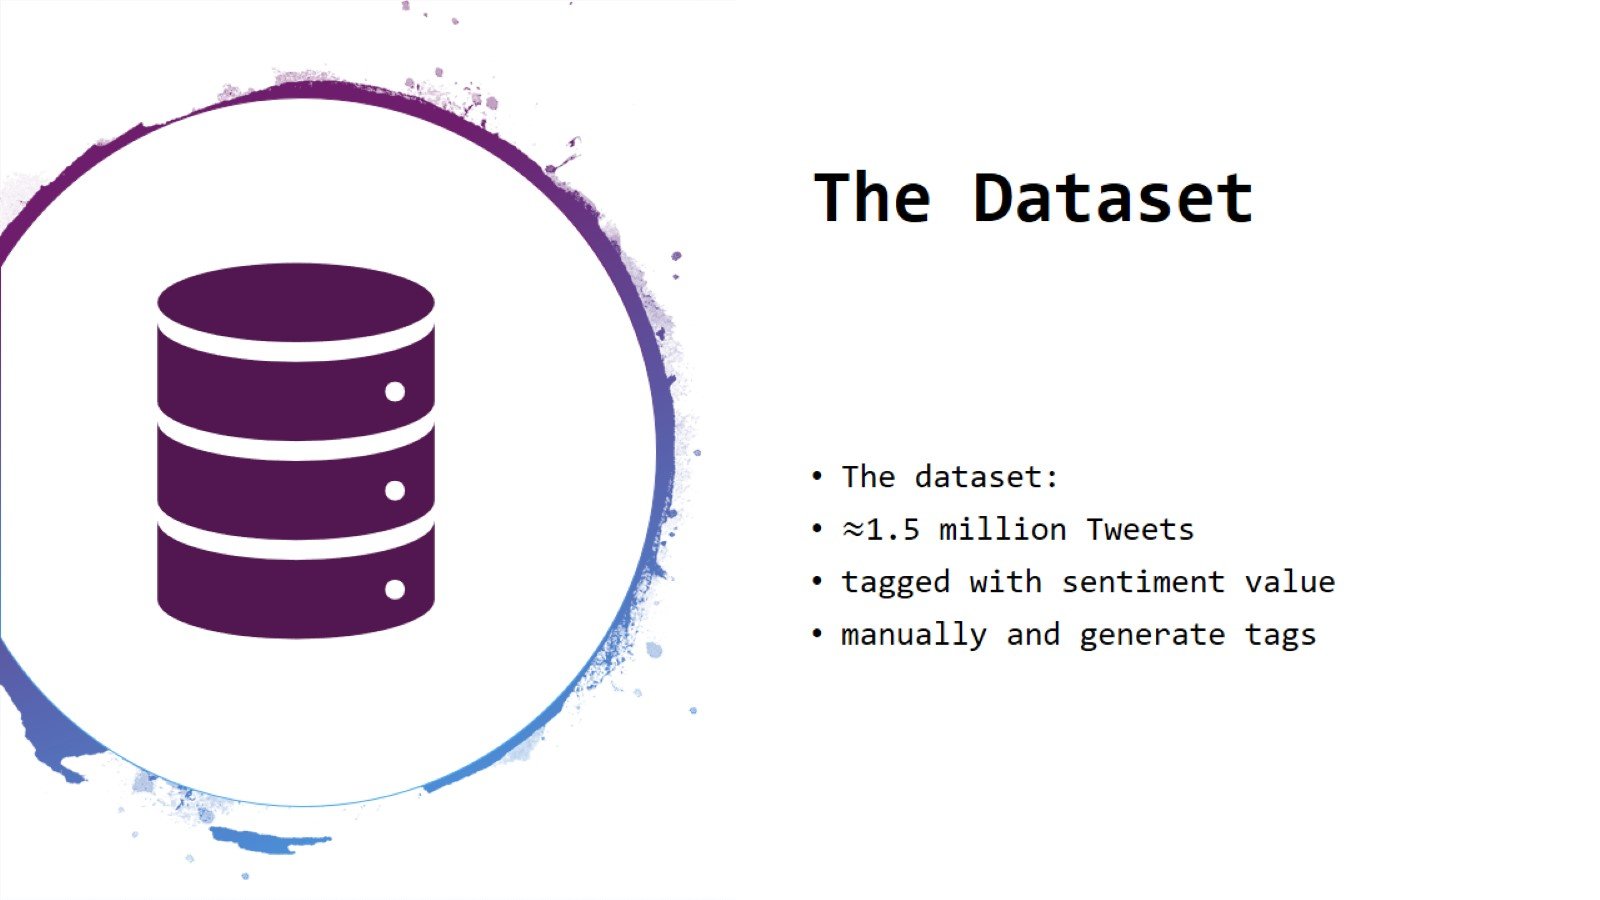 The Dataset
• The dataset:
• ≈1.5 million Tweets
• tagged with sentiment value
• manually and generate tags